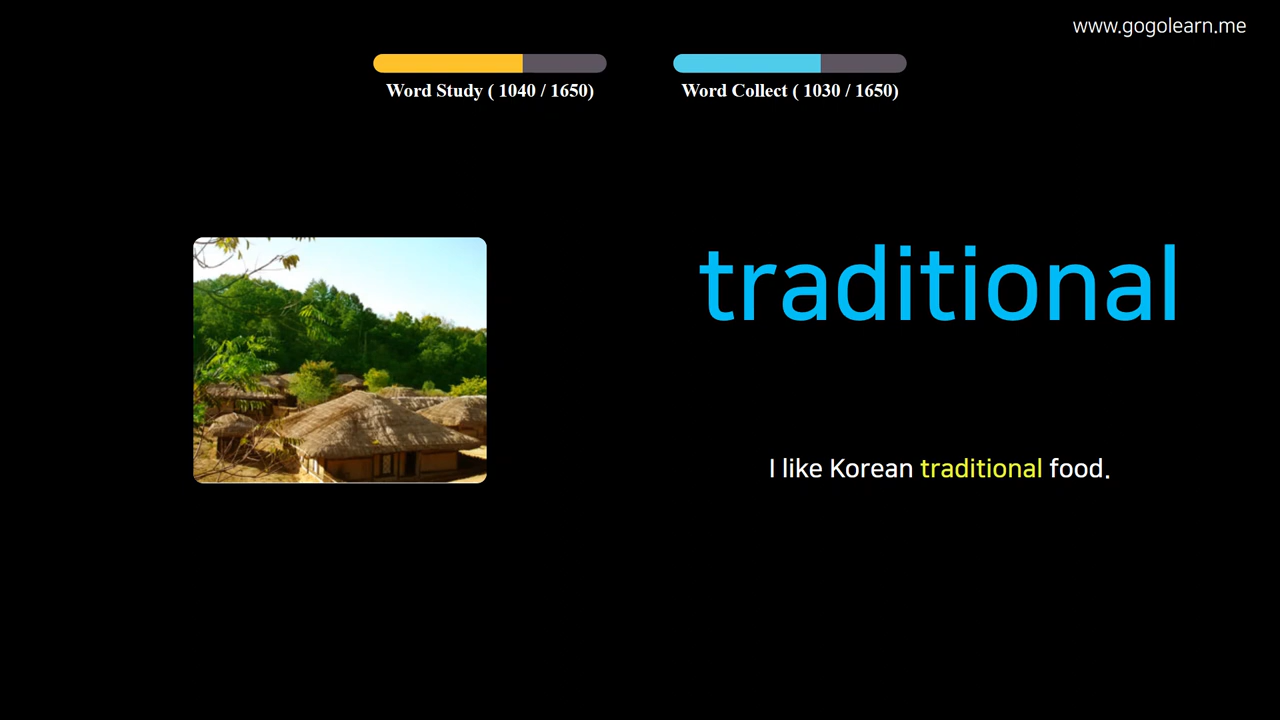 www.gogolearn.me
Word Study ( 1040 / 1650)
Word Collect ( 1030 / 1650)
traditional
I like Korean traditional food.